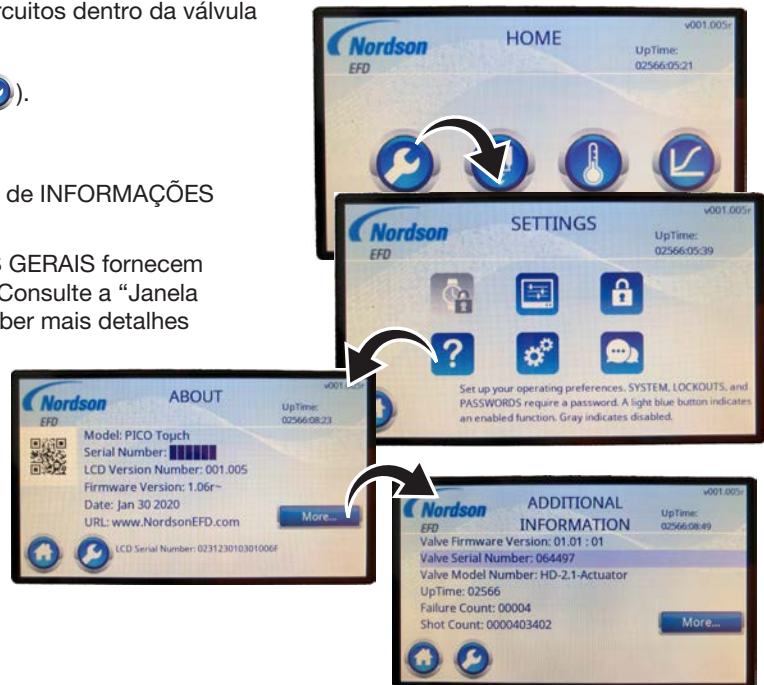 rcuitos dentro da válvula
).
de INFORMAÇÕES
S GERAIS fornecem
Consulte a “Janela
ber mais detalhes
v001.005r
Nordson
EFD
HOME
UpTime:
02566:05:21
v001.005r
Nordson
EFD
SETTINGS
UpTime:
02566:05:39
?
Set up your operating preferences. SYSTEM, LOCKOUTS, and
PASSWORDS require a password. A light blue button indicates
an enabled function. Gray indicates disabled.
Nordson
EFD
ABOUT
UpTime:
02566:08:23
Model: PICO Touch
Serial Number:
LCD Version Number: 001.005
Firmware Version: 1.06r~
Date: Jan 30 2020
URL: www.NordsonEFD.com
More...
LCD Serial Number: 023123010301006F
v001.005r
Nordson
EFD
ADDITIONAL
INFORMATION
UpTime:
02566:08:49
Valve Firmware Version: 01.01 : 01
Valve Serial Number: 064497
Valve Model Number: HD-2.1-Actuator
UpTime: 02566
Failure Count: 00004
Shot Count: 0000403402
More...